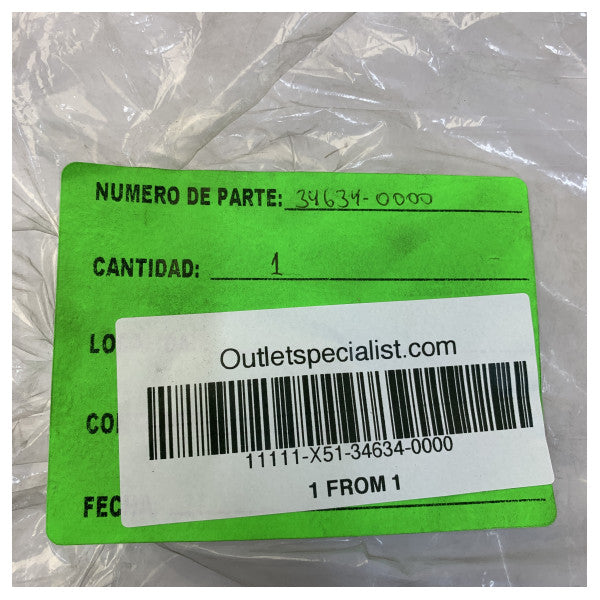 NUMERO DE PARTE: 34634-0000
CANTIDAD: 1
LO
Outletspecialist.com
CO
11111-X51-34634-0000
1 FROM 1
FEC